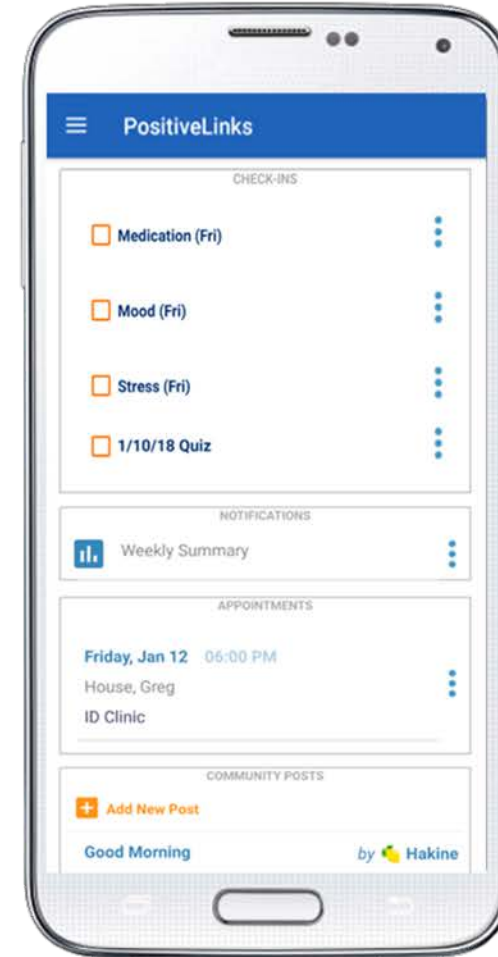 PositiveLinks
CHECK-INS
Medication (Fri)
Mood (Fri)
Stress (Fri)
1/10/18 Quiz
NOTIFICATIONS
Weekly Summary
APPOINTMENTS
Friday, Jan 12 06:00 PM
House, Greg
ID Clinic
COMMUNITY POSTS
Add New Post
Good Morning by Hakine